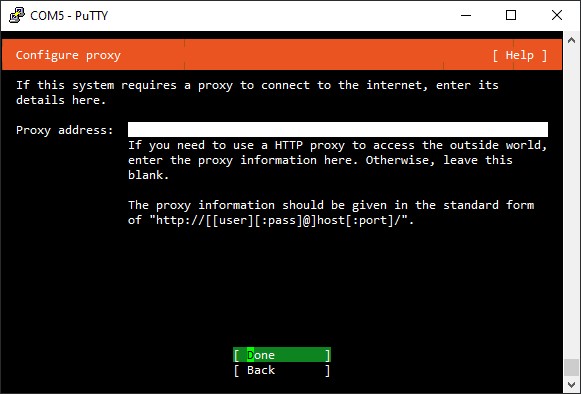 COM5 - PuTTY
Configure proxy [ Help ]
If this system requires a proxy to connect to the internet, enter its
details here.
Proxy address:
If you need to use a HTTP proxy to access the outside world,
enter the proxy information here. Otherwise, leave this
blank.
The proxy information should be given in the standard form
of "http://[[user][:pass]@]host[:port]/".
[ Done ]
[ Back ]